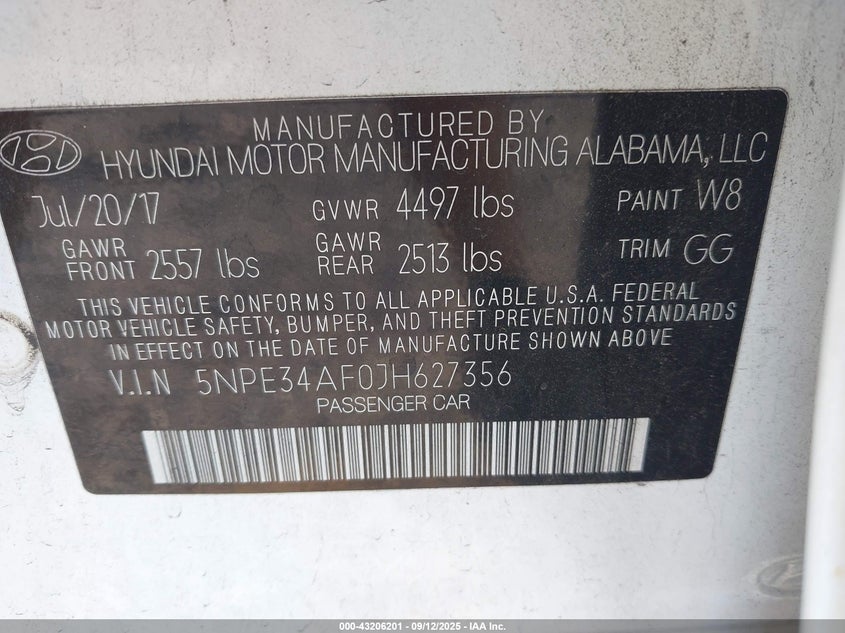 MANUFACTURED BY
HYUNDAI MOTOR MANUFACTURING ALABAMA, LLC
Jul/20/17 GVWR 4497 lbs PAINT W8
GAWR FRONT 2557 lbs GAWR REAR 2513 lbs TRIM GG
THIS VEHICLE CONFORMS TO ALL APPLICABLE U.S.A. FEDERAL
MOTOR VEHICLE SAFETY, BUMPER, AND THEFT PREVENTION STANDARDS
IN EFFECT ON THE DATE OF MANUFACTURE SHOWN ABOVE
V.I.N 5NPE34AF0JH627356
PASSENGER CAR
000-43206201 - 09/12/2025 - IAA Inc.